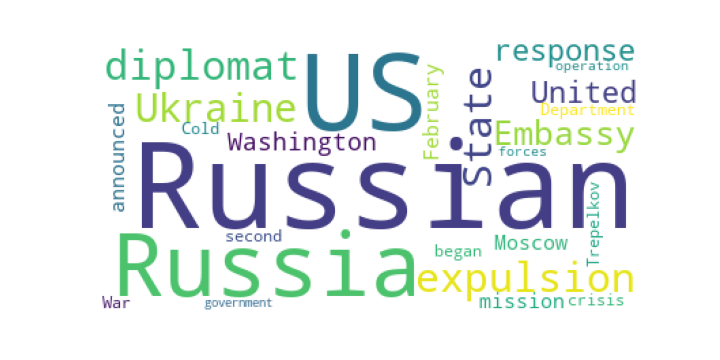 diplomat
US
response
operation
Ukraine
February
state
United
Department
announced
Cold
Washington
Embassy
forces
Russian
Trepelkov
Russia
second
began
Moscow
expulsion
War
government
mission
crisis